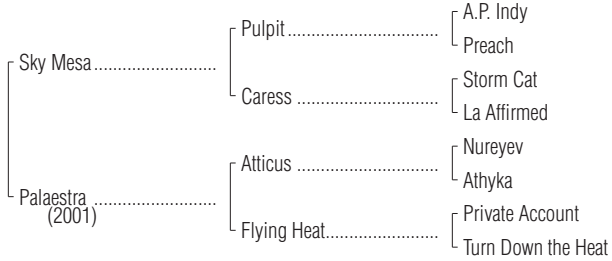 A.P. Indy
Pulpit
Preach
Sky Mesa
Storm Cat
Caress
La Affirmed
Nureyev
Atticus
Athyka
Palaestra
(2001)
Private Account
Flying Heat
Turn Down the Heat